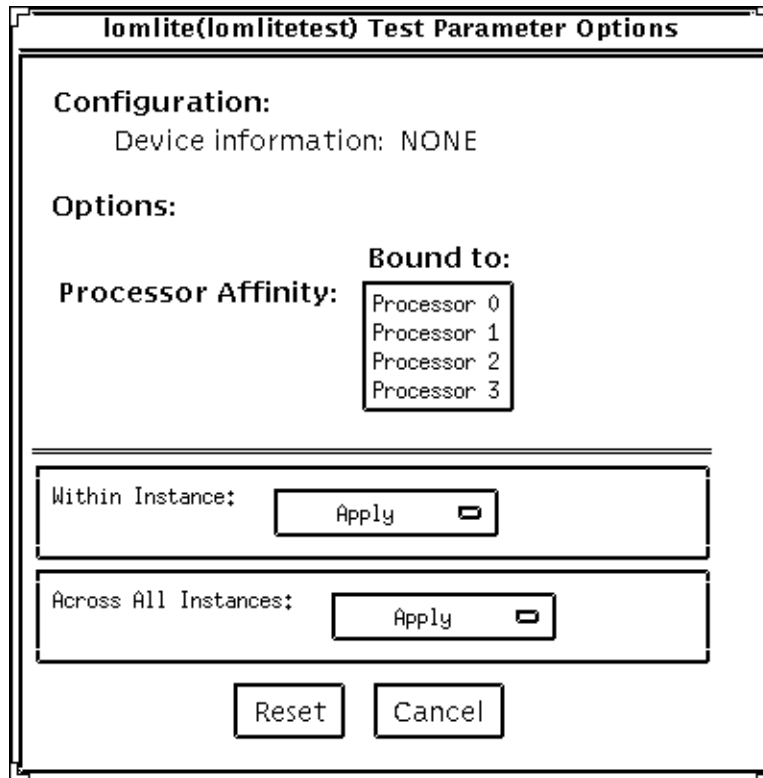 lomlite(lomlitetest) Test Parameter Options
Configuration:
Device information: NONE
Options:
Bound to:
Processor Affinity:
Processor 0
Processor 1
Processor 2
Processor 3
Within Instance: Apply
Across All Instances: Apply
Reset Cancel